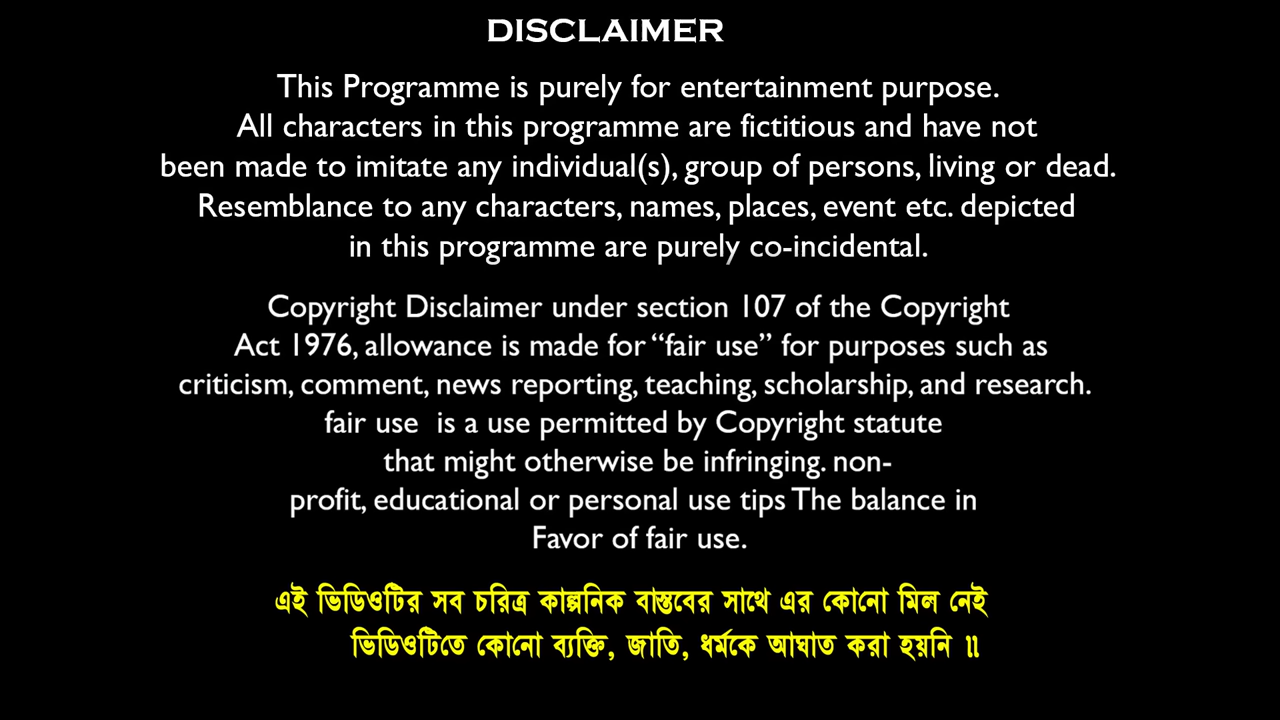 DISCLAIMER
This Programme is purely for entertainment purpose.
All characters in this programme are fictitious and have not
been made to imitate any individual(s), group of persons, living or dead.
Resemblance to any characters, names, places, event etc. depicted
in this programme are purely co-incidental.
Copyright Disclaimer under section 107 of the Copyright
Act 1976, allowance is made for “fair use” for purposes such as
criticism, comment, news reporting, teaching, scholarship, and research.
fair use is a use permitted by Copyright statute
that might otherwise be infringing. non-
profit, educational or personal use tips The balance in
Favor of fair use.
এই ভিডিওটির সব চরিত্র কাল্পনিক বাস্তবের সাথে এর কোনো মিল নেই
ভিডিওটিতে কোনো ব্যক্তি, জাতি, ধর্মকে আঘাত করা হয়নি ॥